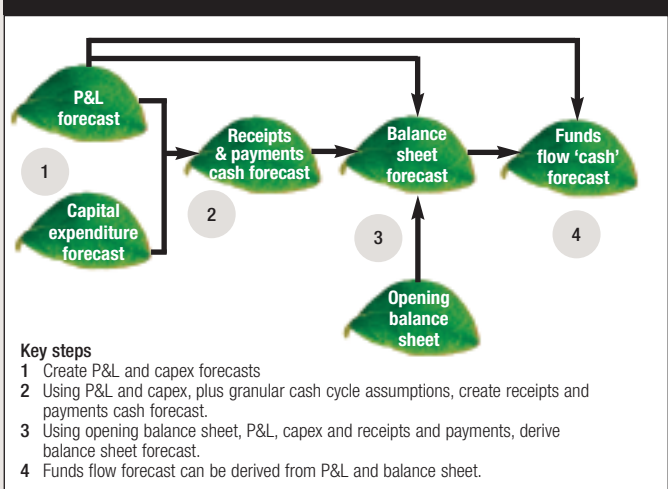 P&L
forecast
1
Capital
expenditure
forecast
Receipts
& payments
cash forecast
2
Balance
sheet
forecast
3
Opening
balance
sheet
Funds
flow ‘cash’
forecast
4
Key steps
1 Create P&L and capex forecasts
2 Using P&L and capex, plus granular cash cycle assumptions, create receipts and
payments cash forecast.
3 Using opening balance sheet, P&L, capex and receipts and payments, derive
balance sheet forecast.
4 Funds flow forecast can be derived from P&L and balance sheet.